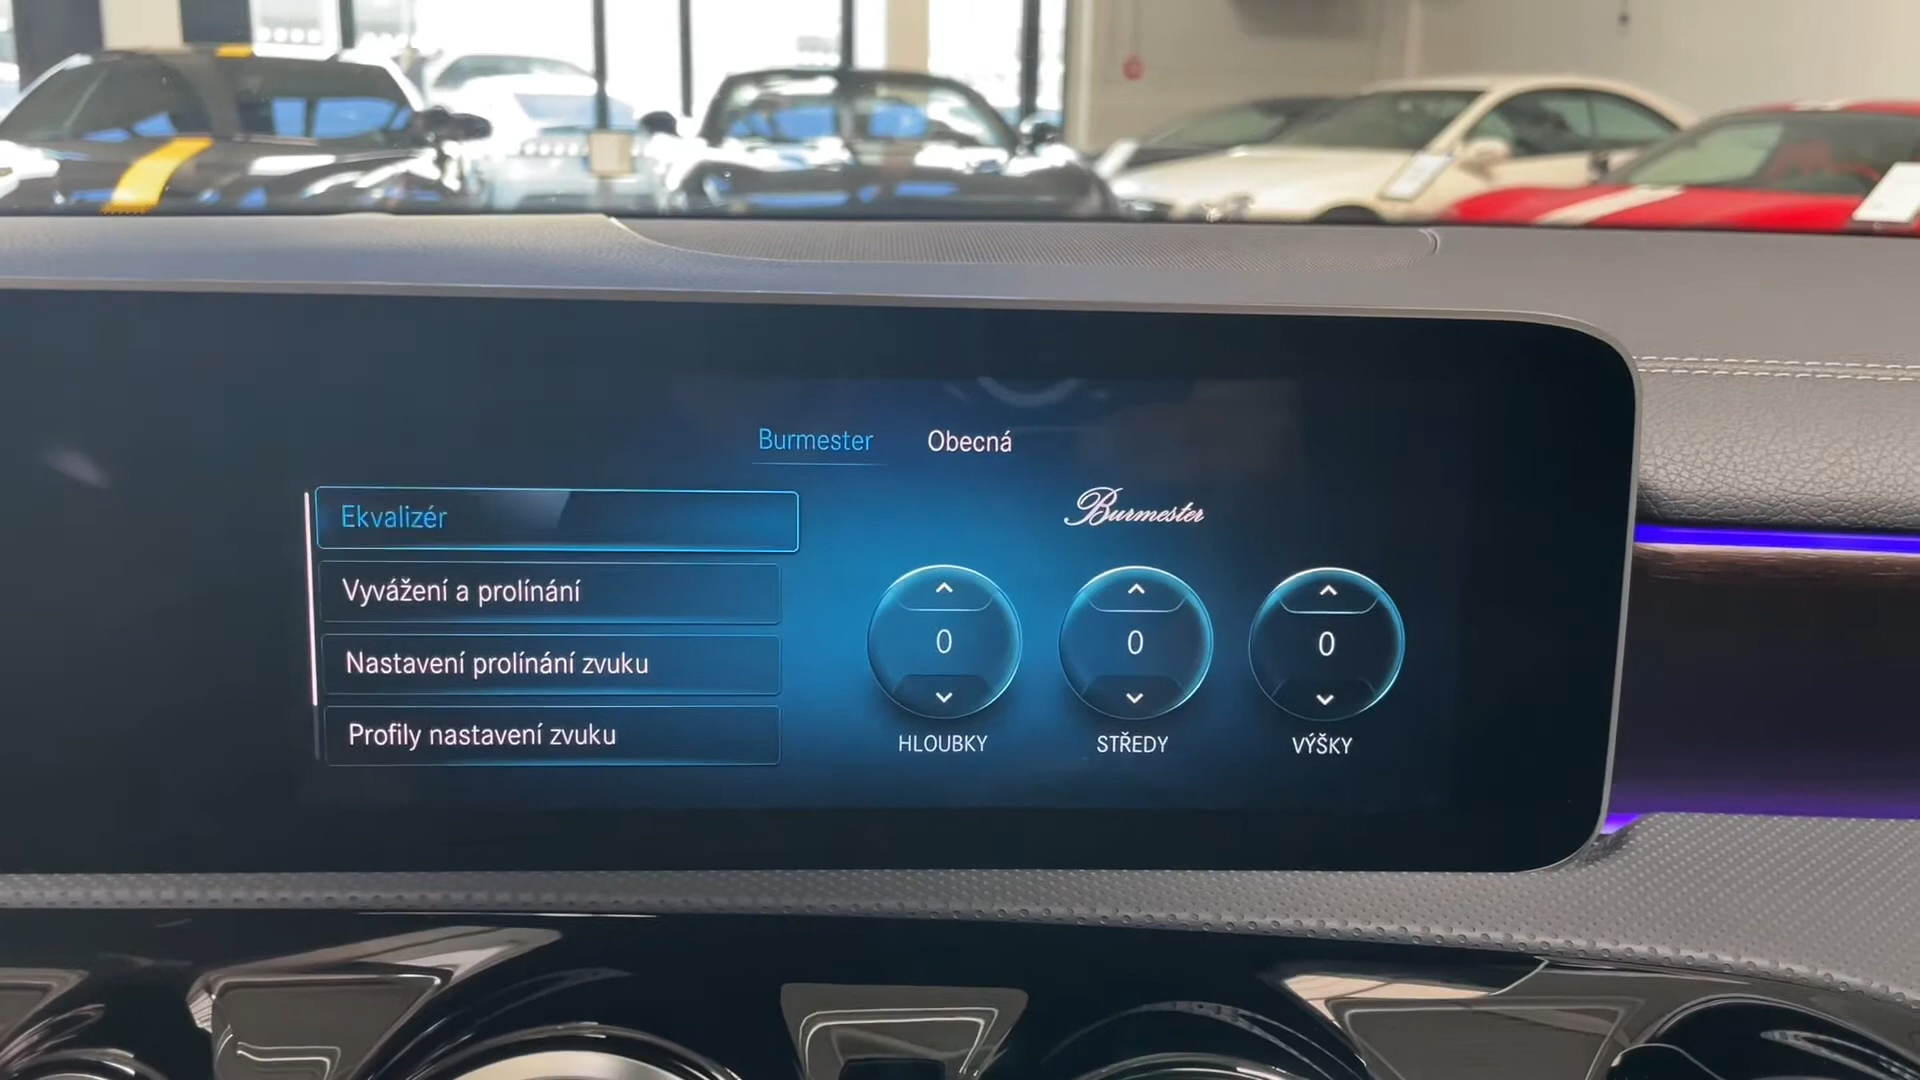 Burmester Obecná
Ekvalizér
Vyvážení a prolínání
Nastavení prolínání zvuku
Profily nastavení zvuku
Burmester
0 0 0
HLOUBKY STŘEDY VÝŠKY